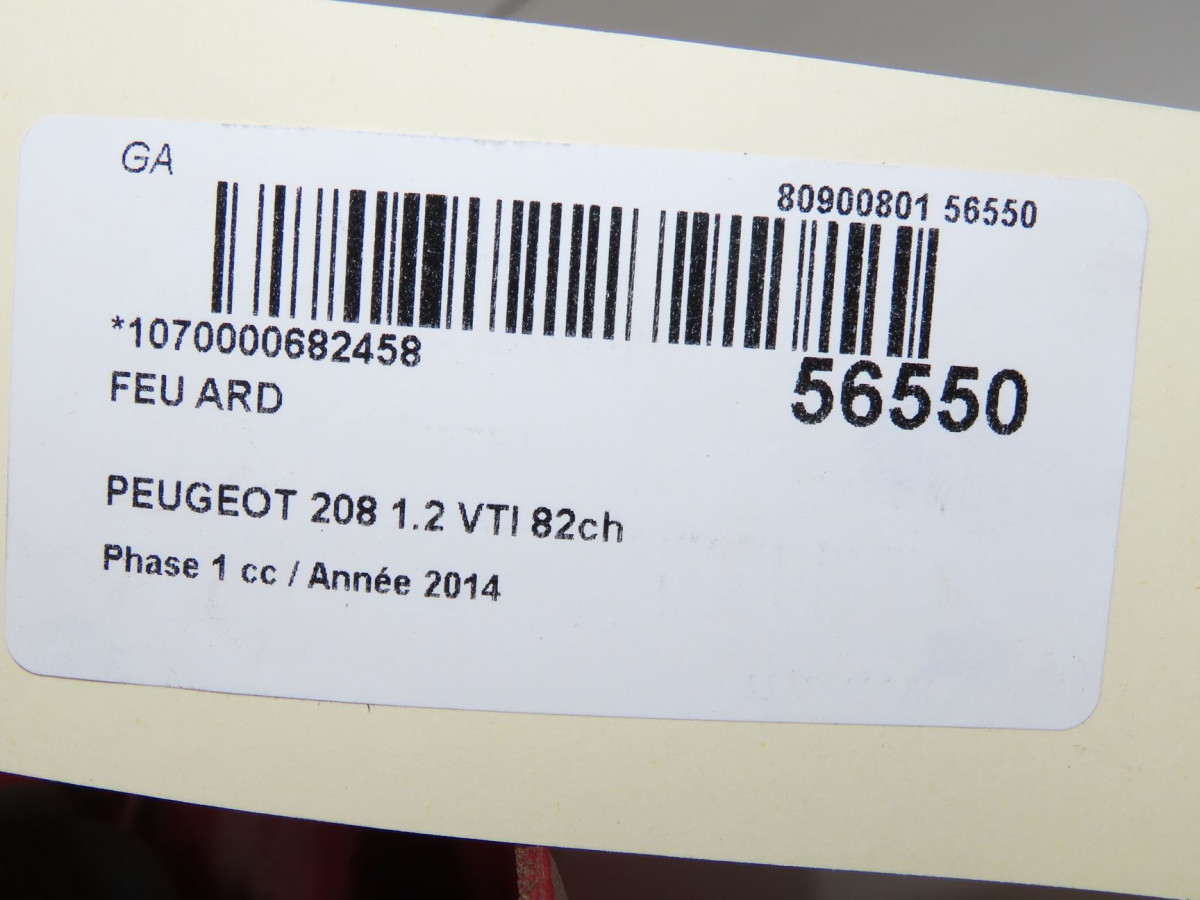 GA
80900801 56550
*1070000682458
56550
FEU ARD
PEUGEOT 208 1.2 VTI 82ch
Phase 1 cc / Année 2014